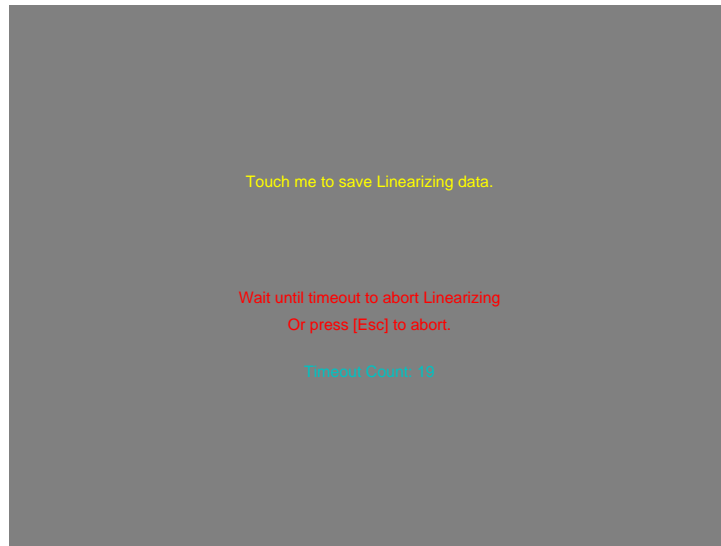 Touch me to save Linearizing data.
Wait until timeout to abort Linearizing
Or press [Esc] to abort.
Timeout Count: 19